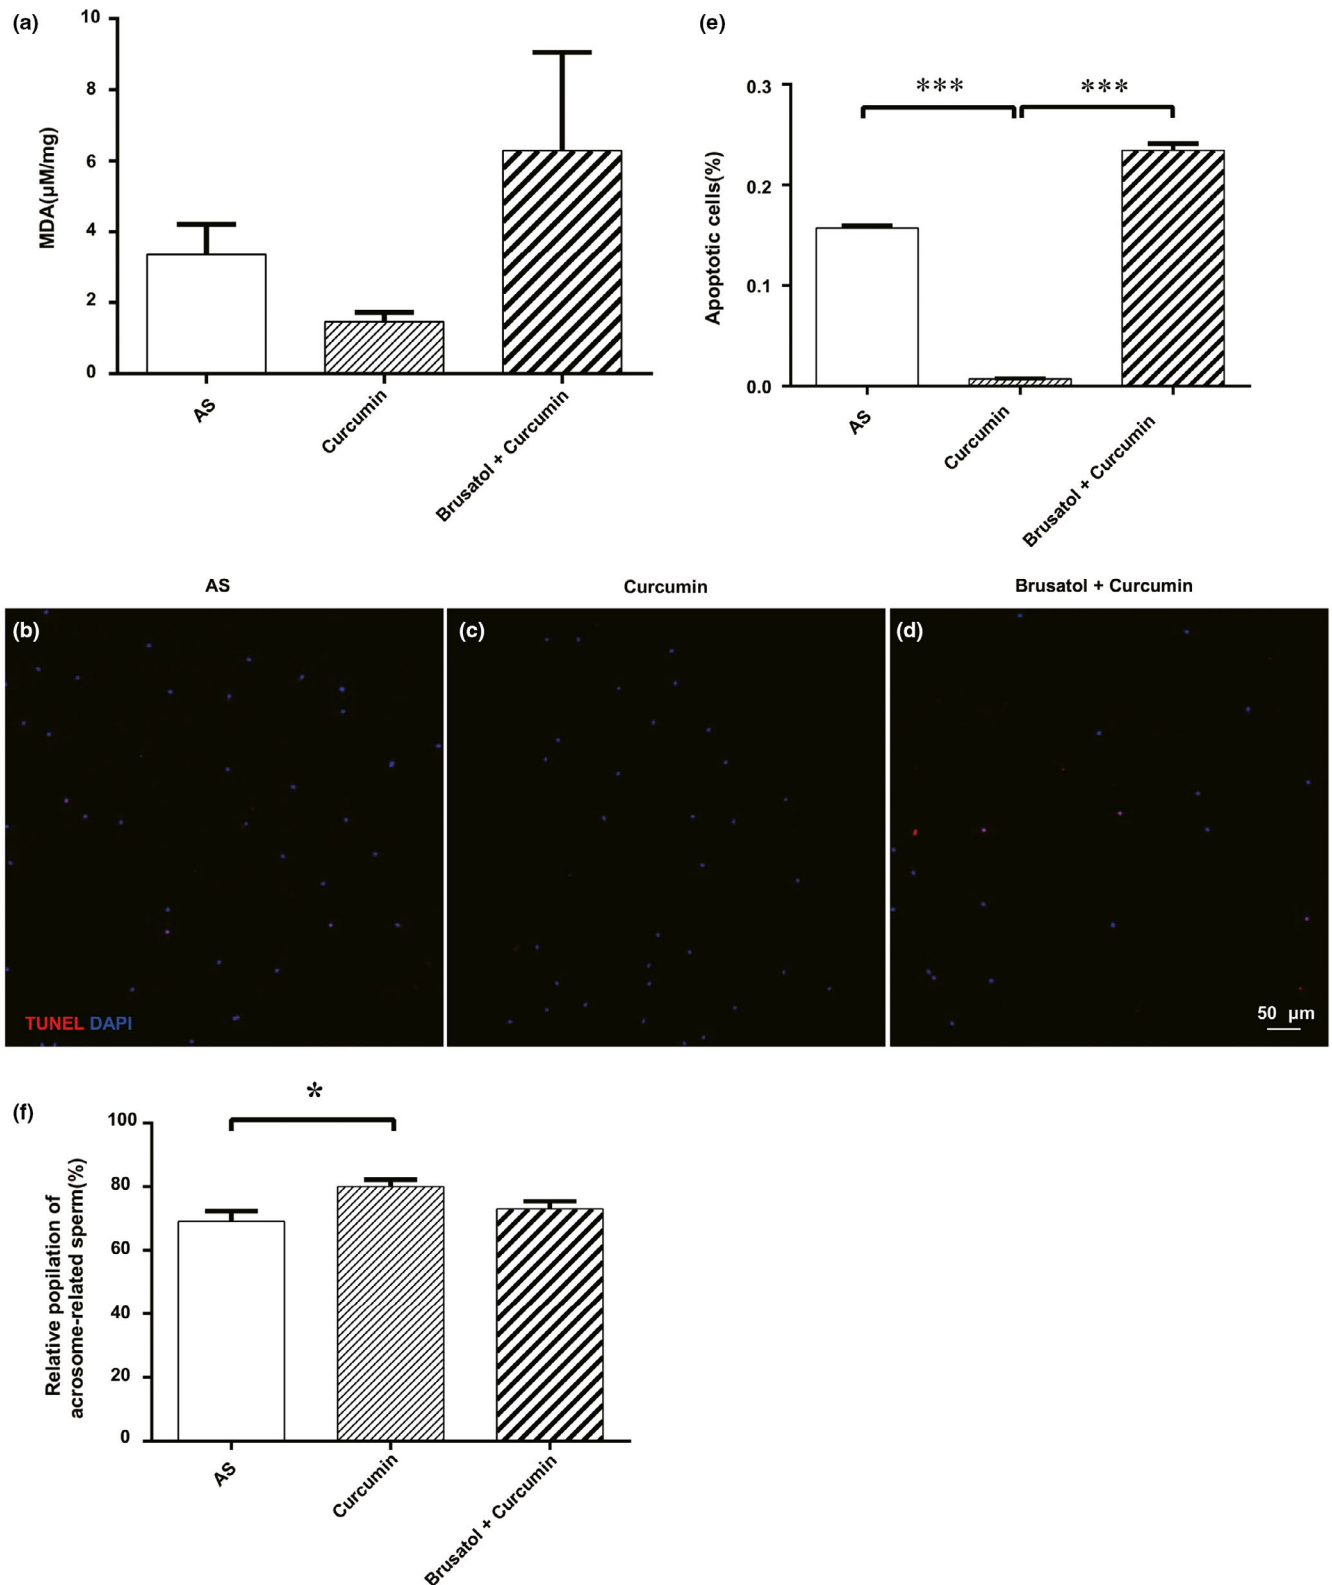 (a)
10
8
6
4
2
0
MDA(μM/mg)
AS
Curcumin
Brusatol + Curcumin
(e)
0.3
0.2
0.1
0.0
Apoptotic cells(%)
***
***
AS
Curcumin
Brusatol + Curcumin
AS
Curcumin
Brusatol + Curcumin
(b)
(c)
(d)
TUNEL DAPI
50 μm
(f)
*
100
80
60
40
20
0
Relative popilation of
acrosome-related sperm(%)
AS
Curcumin
Brusatol + Curcumin